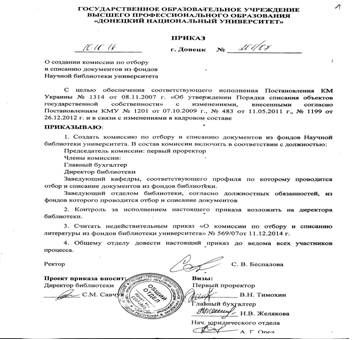 ГОСУДАРСТВЕННОЕ ОБРАЗОВАТЕЛЬНОЕ УЧРЕЖДЕНИЕ
ВЫСШЕГО ПРОФЕССИОНАЛЬНОГО ОБРАЗОВАНИЯ
«ДОНЕЦКИЙ НАЦИОНАЛЬНЫЙ УНИВЕРСИТЕТ»
ПРИКАЗ
г. Донецк №
О создании комиссии по отбору
и списанию документов из фондов
Научной библиотеки университета
С целью обеспечения соответствующего исполнения Постановления КМ
Украины № 1314 от 08.11.2007 г. «Об утверждении Порядка списания объектов
государственной собственности» с изменениями, внесенными согласно
Постановлениям КМУ № 1201 от 07.10.2009 г., № 483 от 11.05.2011 г., № 1199 от
26.12.2012 г. и в связи с изменениями в кадровом составе
ПРИКАЗЫВАЮ:
1. Создать комиссию по отбору и списанию документов из фондов Научной
библиотеки университета. В состав комиссии включить в соответствие с должностью:
Председатель комиссии: первый проректор
Члены комиссии:
Главный бухгалтер
Директор библиотеки
Заведующий кафедры, соответствующего профиля по которому проводится
отбор и списание документов из фондов библиотеки.
Заведующий отделом библиотеки, согласно должностных обязанностей, из
фондов которого проводится отбор и списание документов
2. Контроль за исполнением настоящего приказа возложить на директора
библиотеки.
3. Считать недействительным приказ «О комиссии по отбору и списанию
литературы из фондов библиотеки университета» № 569/07от 11.12.2014 г.
4. Общему отделу довести настоящий приказ до ведома всех участников
процесса.
Ректор С. В. Беспалова
Проект приказа вносит: Визы:
Директор библиотеки Первый проректор
С.М. Савчук В.Н. Тимохин
Главный бухгалтер
Н.В. Желякова
Нач. юридического отдела
ОБЩИЙ ОТДЕЛ